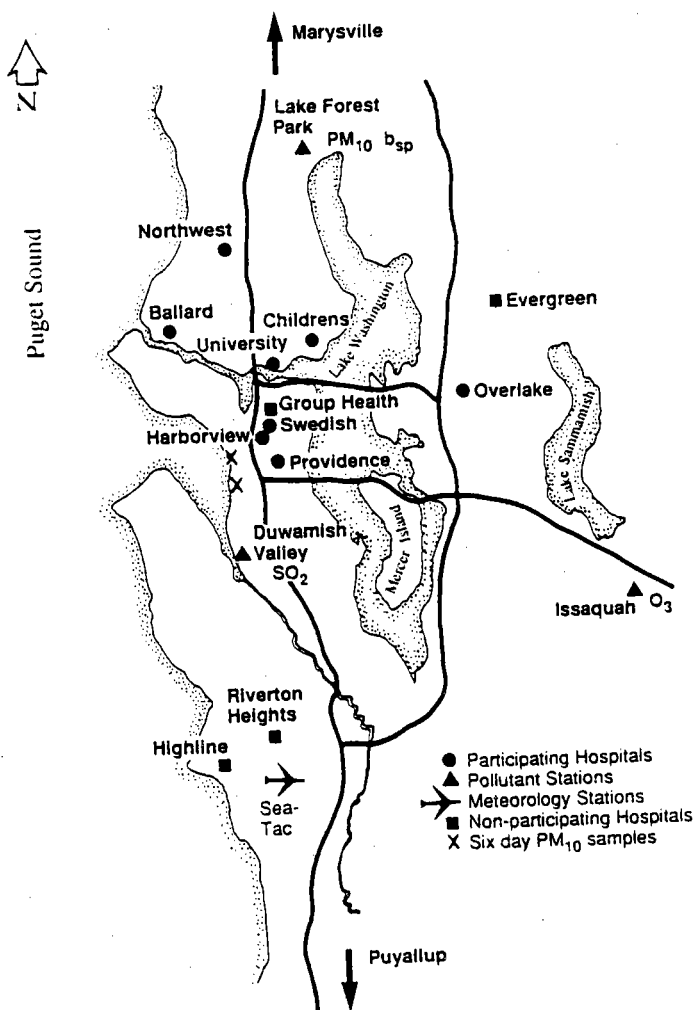 Marysville
N
Lake Forest
Park
PM10 bsp
Puget Sound
Northwest
Evergreen
Ballard
Childrens
University
Lake Washington
Overlake
Group Health
Swedish
Harborview
Providence
Lake Sammamish
Mercer Island
Duwamish
Valley
SO2
Issaquah O3
Riverton
Heights
Highline
Sea-
Tac
Participating Hospitals
Pollutant Stations
Meteorology Stations
Non-participating Hospitals
Six day PM10 samples
Puyallup